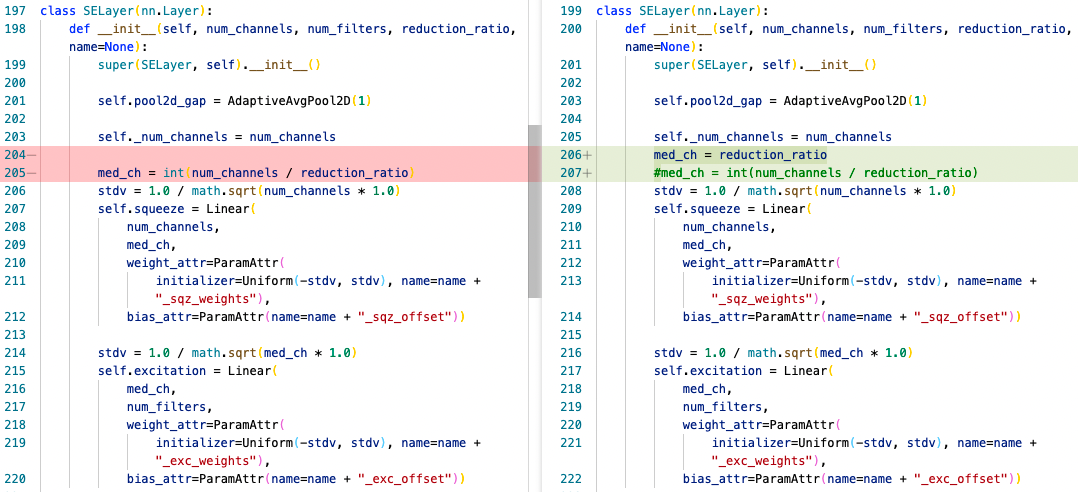 197 class SELayer(nn.Layer):
198 def __init__(self, num_channels, num_filters, reduction_ratio,
name=None):
199 super(SELayer, self).__init__()
200
201 self.pool2d_gap = AdaptiveAvgPool2D(1)
202
203 self._num_channels = num_channels
204—
205— med_ch = int(num_channels / reduction_ratio)
206 stdv = 1.0 / math.sqrt(num_channels * 1.0)
207 self.squeeze = Linear(
208 num_channels,
209 med_ch,
210 weight_attr=ParamAttr(
211 initializer=Uniform(-stdv, stdv), name=name +
"_sqz_weights"),
212 bias_attr=ParamAttr(name=name + "_sqz_offset"))
213
214 stdv = 1.0 / math.sqrt(med_ch * 1.0)
215 self.excitation = Linear(
216 med_ch,
217 num_filters,
218 weight_attr=ParamAttr(
219 initializer=Uniform(-stdv, stdv), name=name +
"_exc_weights"),
220 bias_attr=ParamAttr(name=name + "_exc_offset"))
199 class SELayer(nn.Layer):
200 def __init__(self, num_channels, num_filters, reduction_ratio,
name=None):
201 super(SELayer, self).__init__()
202
203 self.pool2d_gap = AdaptiveAvgPool2D(1)
204
205 self._num_channels = num_channels
206+ med_ch = reduction_ratio
207+ #med_ch = int(num_channels / reduction_ratio)
208 stdv = 1.0 / math.sqrt(num_channels * 1.0)
209 self.squeeze = Linear(
210 num_channels,
211 med_ch,
212 weight_attr=ParamAttr(
213 initializer=Uniform(-stdv, stdv), name=name +
"_sqz_weights"),
214 bias_attr=ParamAttr(name=name + "_sqz_offset"))
215
216 stdv = 1.0 / math.sqrt(med_ch * 1.0)
217 self.excitation = Linear(
218 med_ch,
219 num_filters,
220 weight_attr=ParamAttr(
221 initializer=Uniform(-stdv, stdv), name=name +
"_exc_weights"),
222 bias_attr=ParamAttr(name=name + "_exc_offset"))